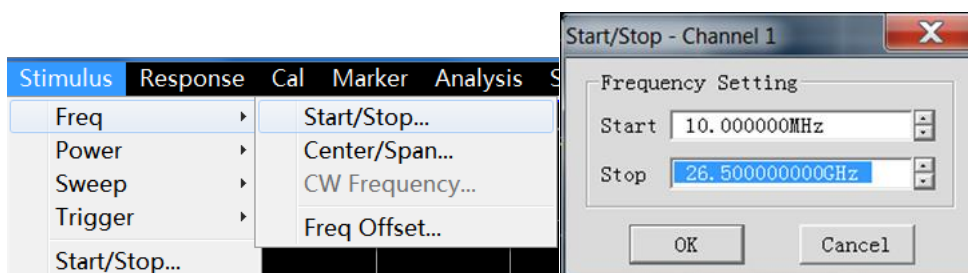 Stimulus Response Cal Marker Analysis S
Freq
Power
Sweep
Trigger
Start/Stop...
Start/Stop...
Center/Span...
CW Frequency...
Freq Offset...
Start/Stop - Channel 1
Frequency Setting
Start 10.000000MHz
Stop 26.500000000GHz
OK Cancel